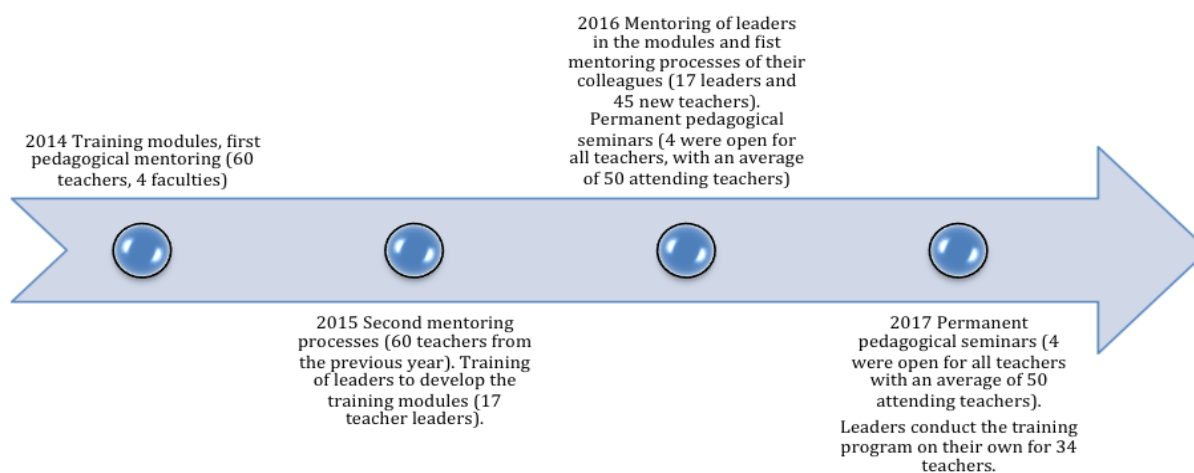 2014 Training modules, first
pedagogical mentoring (60
teachers, 4 faculties)
2015 Second mentoring
processes (60 teachers from
the previous year). Training
of leaders to develop the
training modules (17
teacher leaders).
2016 Mentoring of leaders
in the modules and fist
mentoring processes of their
colleagues (17 leaders and
45 new teachers).
Permanent pedagogical
seminars (4 were open for
all teachers, with an average
of 50 attending teachers)
2017 Permanent
pedagogical seminars (4
were open for all teachers
with an average of 50
attending teachers).
Leaders conduct the training
program on their own for 34
teachers.